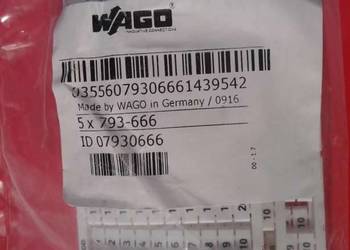 WAGO
INNOVATIVE CONNECTIONS
03556079306661439542
Made by WAGO in Germany / 0916
5 x 793-666
ID 07930666